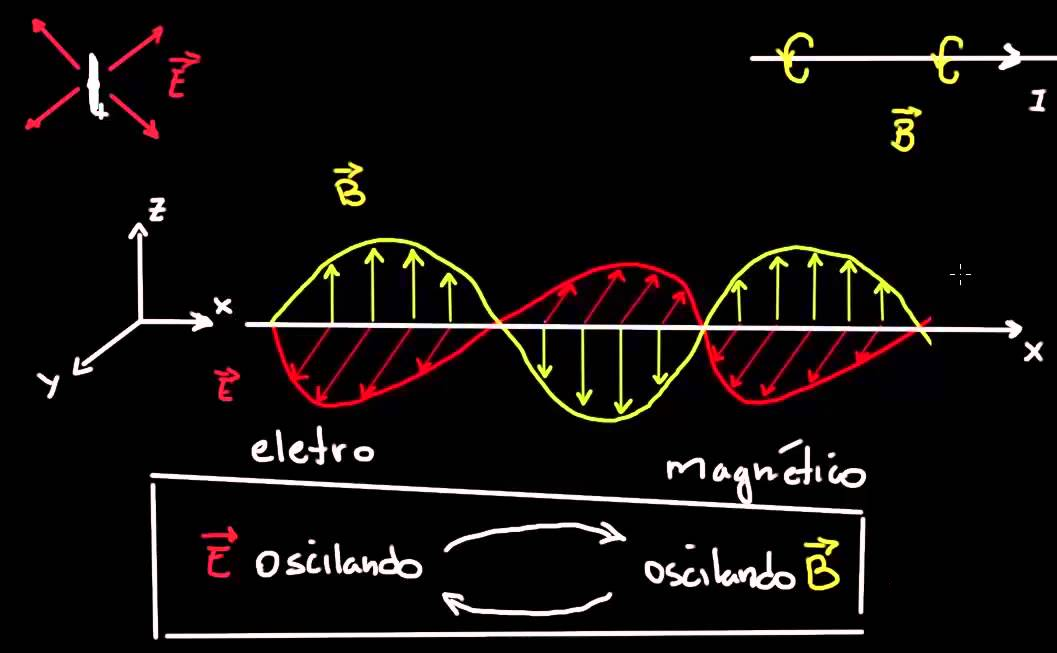 E
+
I
B
B
Z
X
Y
E
X
eletro
magnético
E oscilando
oscilando B